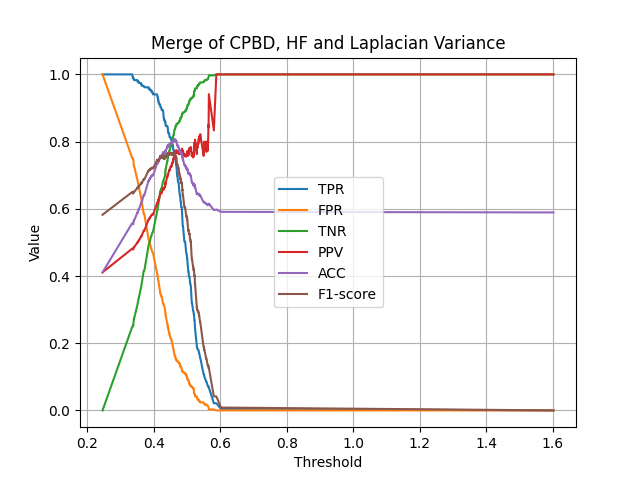 Merge of CPBD, HF and Laplacian Variance
1.0
0.8
0.6
0.4
0.2
0.0
Value
TPR
FPR
TNR
PPV
ACC
F1-score
0.2 0.4 0.6 0.8 1.0 1.2 1.4 1.6
Threshold